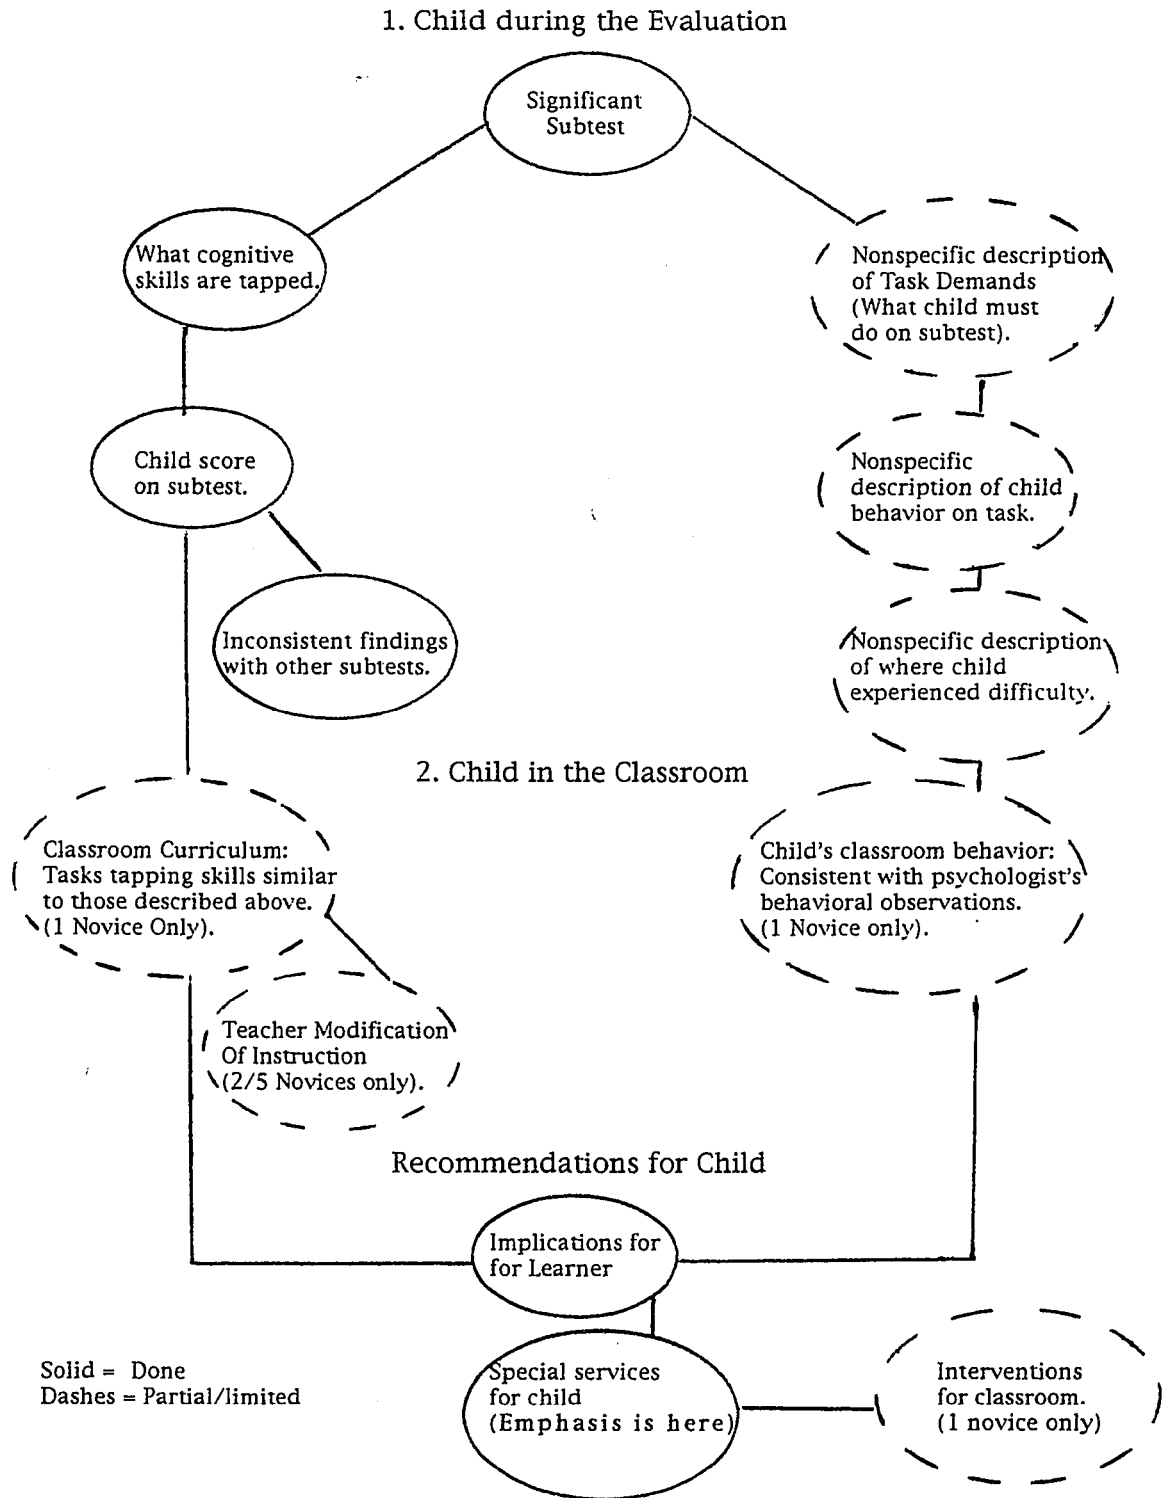 1. Child during the Evaluation
Significant
Subtest
What cognitive
skills are tapped.
Nonspecific description
of Task Demands
(What child must
do on subtest).
Child score
on subtest.
Nonspecific
description of child
behavior on task.
Inconsistent findings
with other subtests.
Nonspecific description
of where child
experienced difficulty.
2. Child in the Classroom
Classroom Curriculum:
Tasks tapping skills similar
to those described above.
(1 Novice Only).
Child's classroom behavior:
Consistent with psychologist's
behavioral observations.
(1 Novice only).
Teacher Modification
Of Instruction
(2/5 Novices only).
Recommendations for Child
Implications for
for Learner
Solid = Done
Dashes = Partial/limited
Special services
for child
(Emphasis is here)
Interventions
for classroom.
(1 novice only)